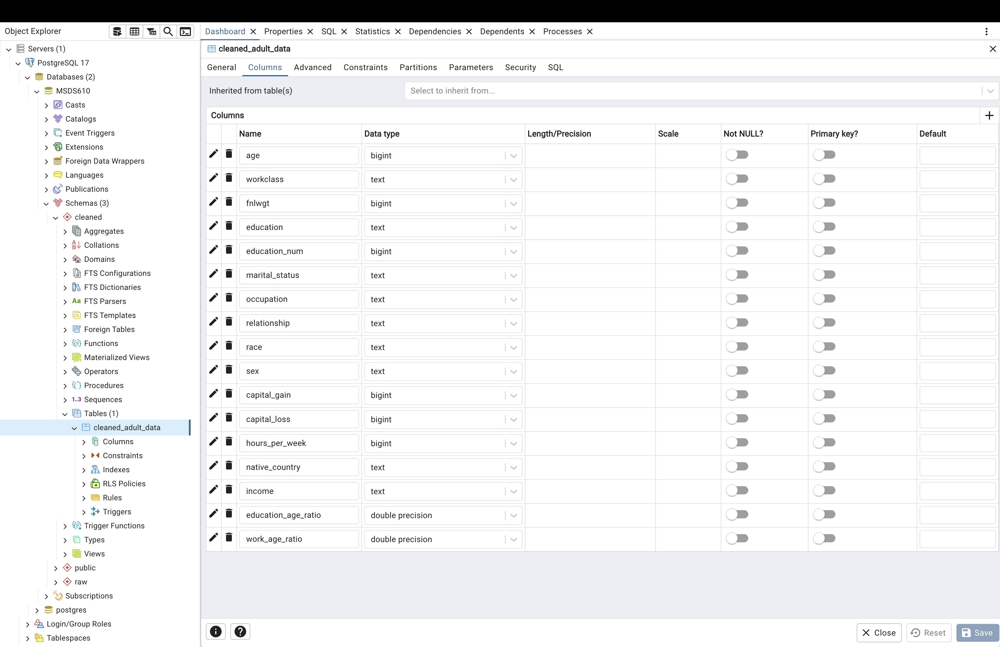 Object Explorer
Servers (1)
PostgreSQL 17
Databases (2)
MSDS610
Casts
Catalogs
Event Triggers
Extensions
Foreign Data Wrappers
Languages
Publications
Schemas (3)
cleaned
Aggregates
Collations
Domains
FTS Configurations
FTS Dictionaries
Aa FTS Parsers
FTS Templates
Foreign Tables
Functions
Materialized Views
Operators
Procedures
1..3 Sequences
Tables (1)
cleaned_adult_data
Columns
Constraints
Indexes
RLS Policies
Rules
Triggers
Trigger Functions
Types
Views
public
raw
Subscriptions
postgres
Login/Group Roles
Tablespaces
Dashboard Properties SQL Statistics Dependencies Dependents Processes
cleaned_adult_data
General Columns Advanced Constraints Partitions Parameters Security SQL
Inherited from table(s) Select to inherit from...
Columns
Name Data type Length/Precision Scale Not NULL? Primary key? Default
age bigint
workclass text
fnlwgt bigint
education text
education_num bigint
marital_status text
occupation text
relationship text
race text
sex text
capital_gain bigint
capital_loss bigint
hours_per_week bigint
native_country text
income text
education_age_ratio double precision
work_age_ratio double precision
Close Reset Save